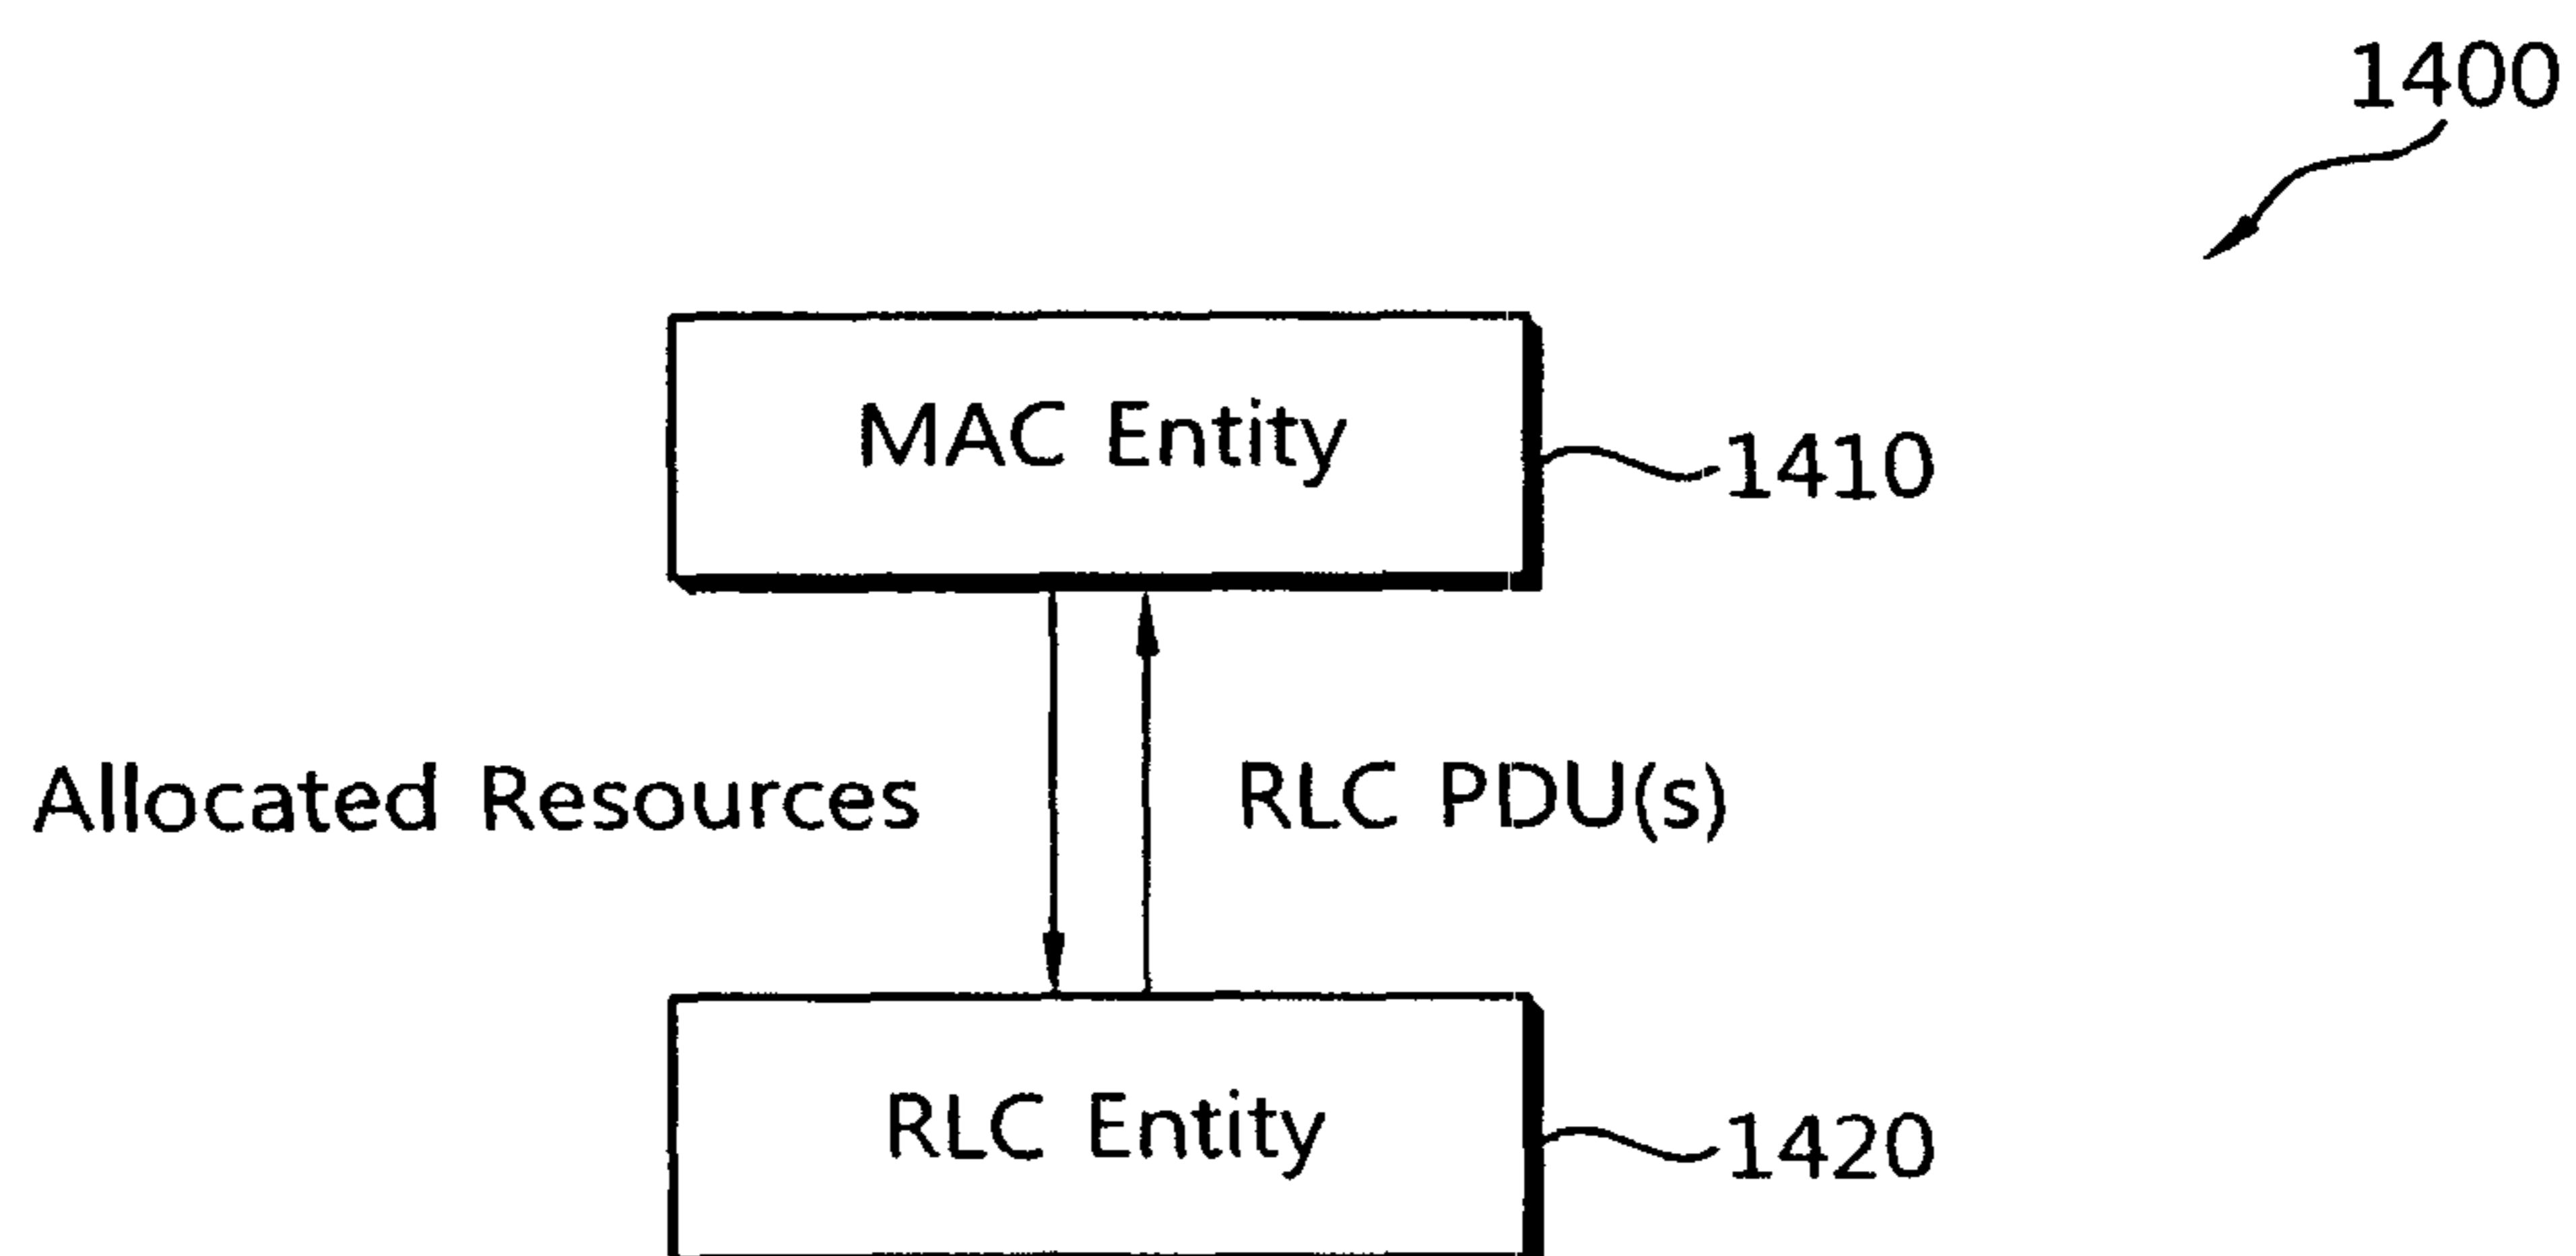 1400
MAC Entity
1410
Allocated Resources
RLC PDU(s)
RLC Entity
1420